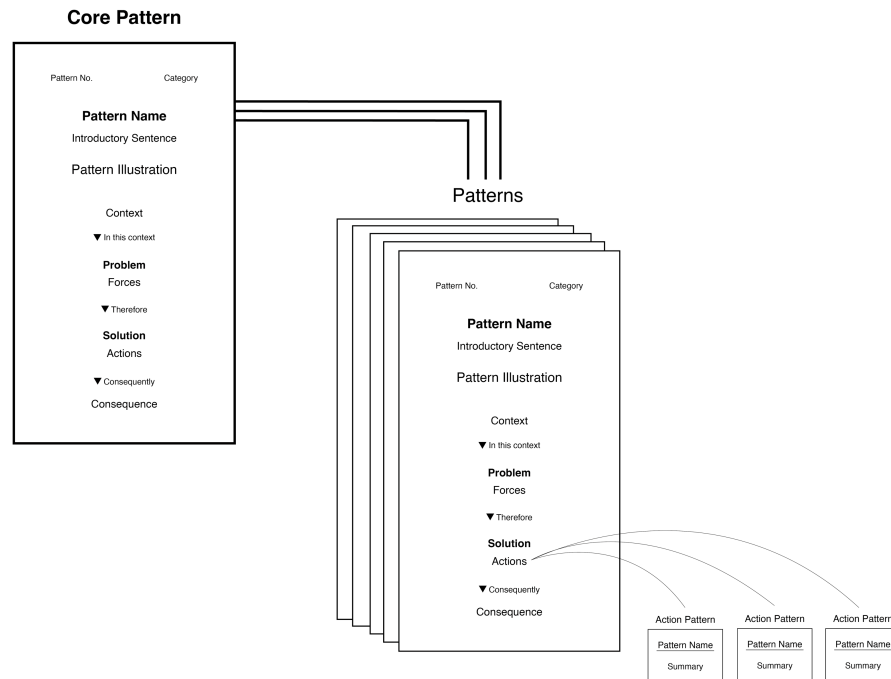 Core Pattern
Pattern No. Category
Pattern Name
Introductory Sentence
Pattern Illustration
Context
▼ In this context
Problem
Forces
▼ Therefore
Solution
Actions
▼ Consequently
Consequence
Patterns
Pattern No. Category
Pattern Name
Introductory Sentence
Pattern Illustration
Context
▼ In this context
Problem
Forces
▼ Therefore
Solution
Actions
▼ Consequently
Consequence
Action Pattern Action Pattern Action Pattern
Pattern Name Pattern Name Pattern Name
Summary Summary Summary